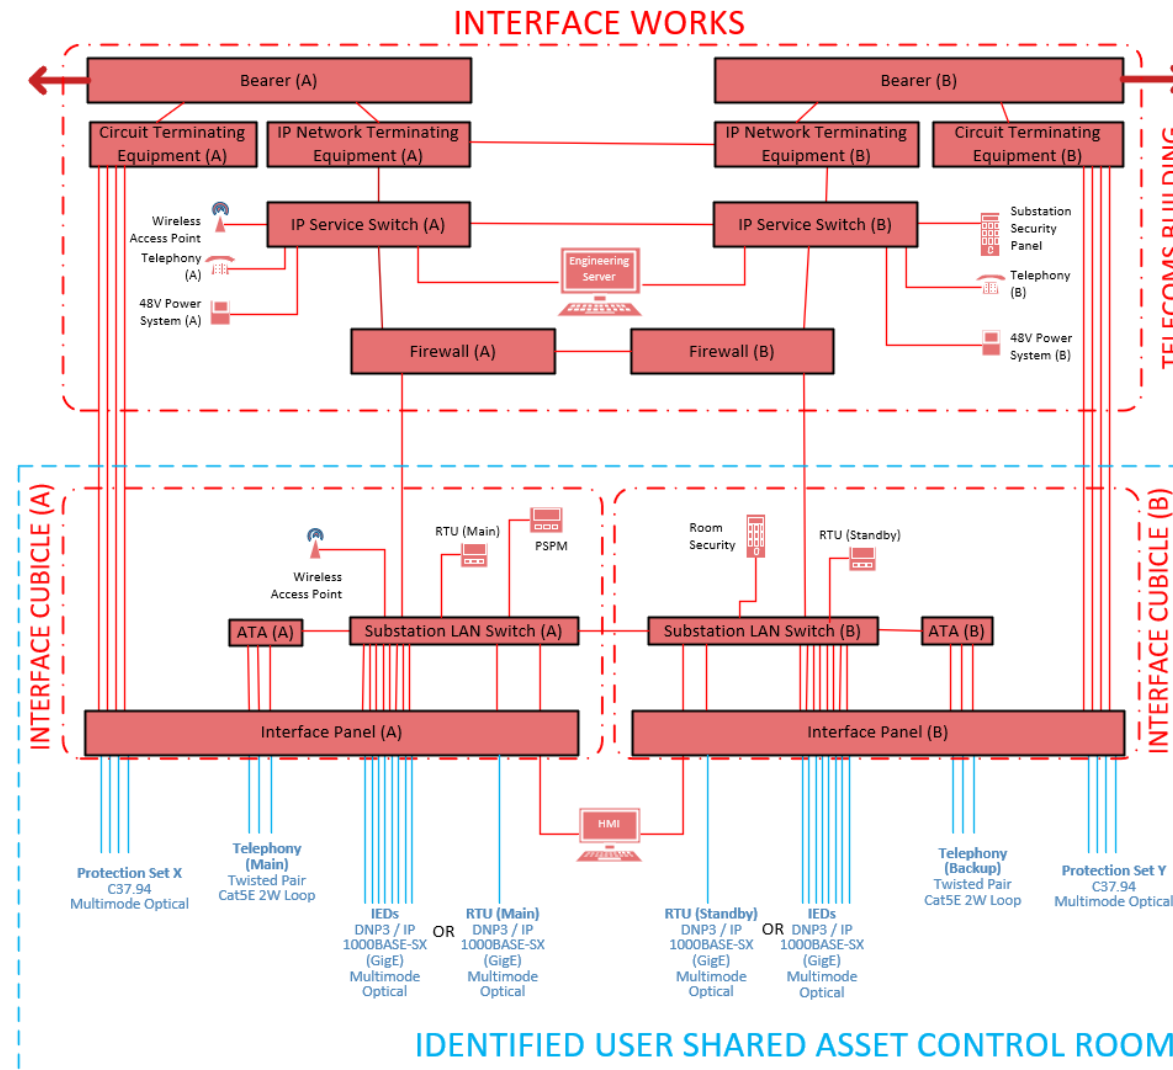 INTERFACE WORKS
Bearer (A)
Bearer (B)
Circuit Terminating
Equipment (A)
IP Network Terminating
Equipment (A)
IP Network Terminating
Equipment (B)
Circuit Terminating
Equipment (B)
TELECOMS BUILDING
Wireless
Access Point
IP Service Switch (A)
IP Service Switch (B)
Substation
Security
Panel
Telephony
(A)
Engineering
Server
Telephony
(B)
48V Power
System (A)
48V Power
System (B)
Firewall (A)
Firewall (B)
INTERFACE CUBICLE (A)
INTERFACE CUBICLE (B)
RTU (Main)
PSPM
Wireless
Access Point
Room
Security
RTU (Standby)
ATA (A)
Substation LAN Switch (A)
Substation LAN Switch (B)
ATA (B)
Interface Panel (A)
Interface Panel (B)
HMI
Protection Set X
C37.94
Multimode Optical
Telephony
(Main)
Twisted Pair
Cat5E 2W Loop
IEDs
DNP3 / IP
1000BASE-SX
(GigE)
Multimode
Optical
OR
RTU (Main)
DNP3 / IP
1000BASE-SX
(GigE)
Multimode
Optical
RTU (Standby)
DNP3 / IP
1000BASE-SX
(GigE)
Multimode
Optical
OR
IEDs
DNP3 / IP
1000BASE-SX
(GigE)
Multimode
Optical
Telephony
(Backup)
Twisted Pair
Cat5E 2W Loop
Protection Set Y
C37.94
Multimode Optical
IDENTIFIED USER SHARED ASSET CONTROL ROOM